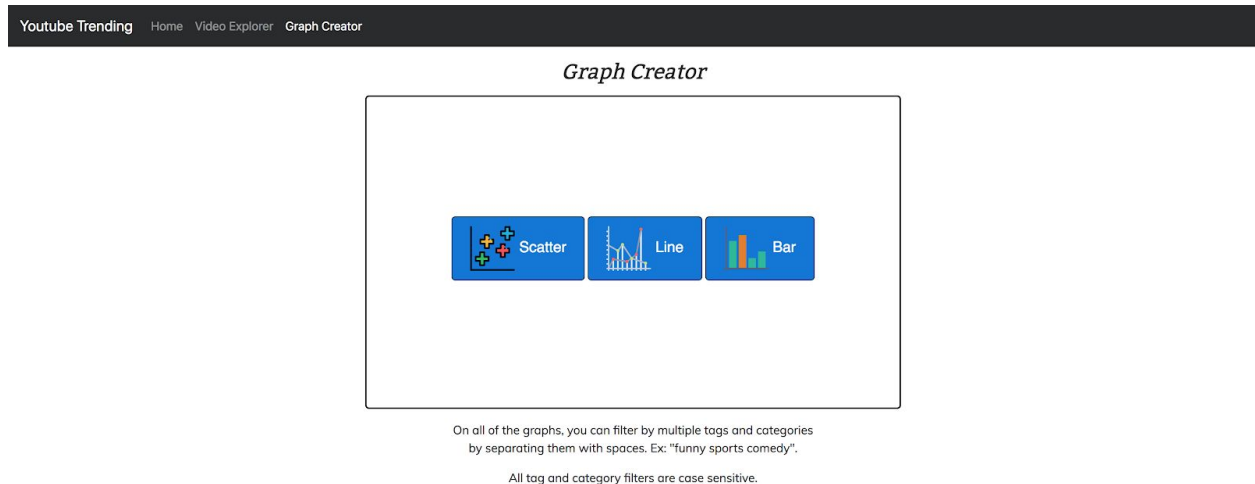 Youtube Trending Home Video Explorer Graph Creator
Graph Creator
Scatter Line Bar
On all of the graphs, you can filter by multiple tags and categories
by separating them with spaces. Ex: "funny sports comedy".
All tag and category filters are case sensitive.